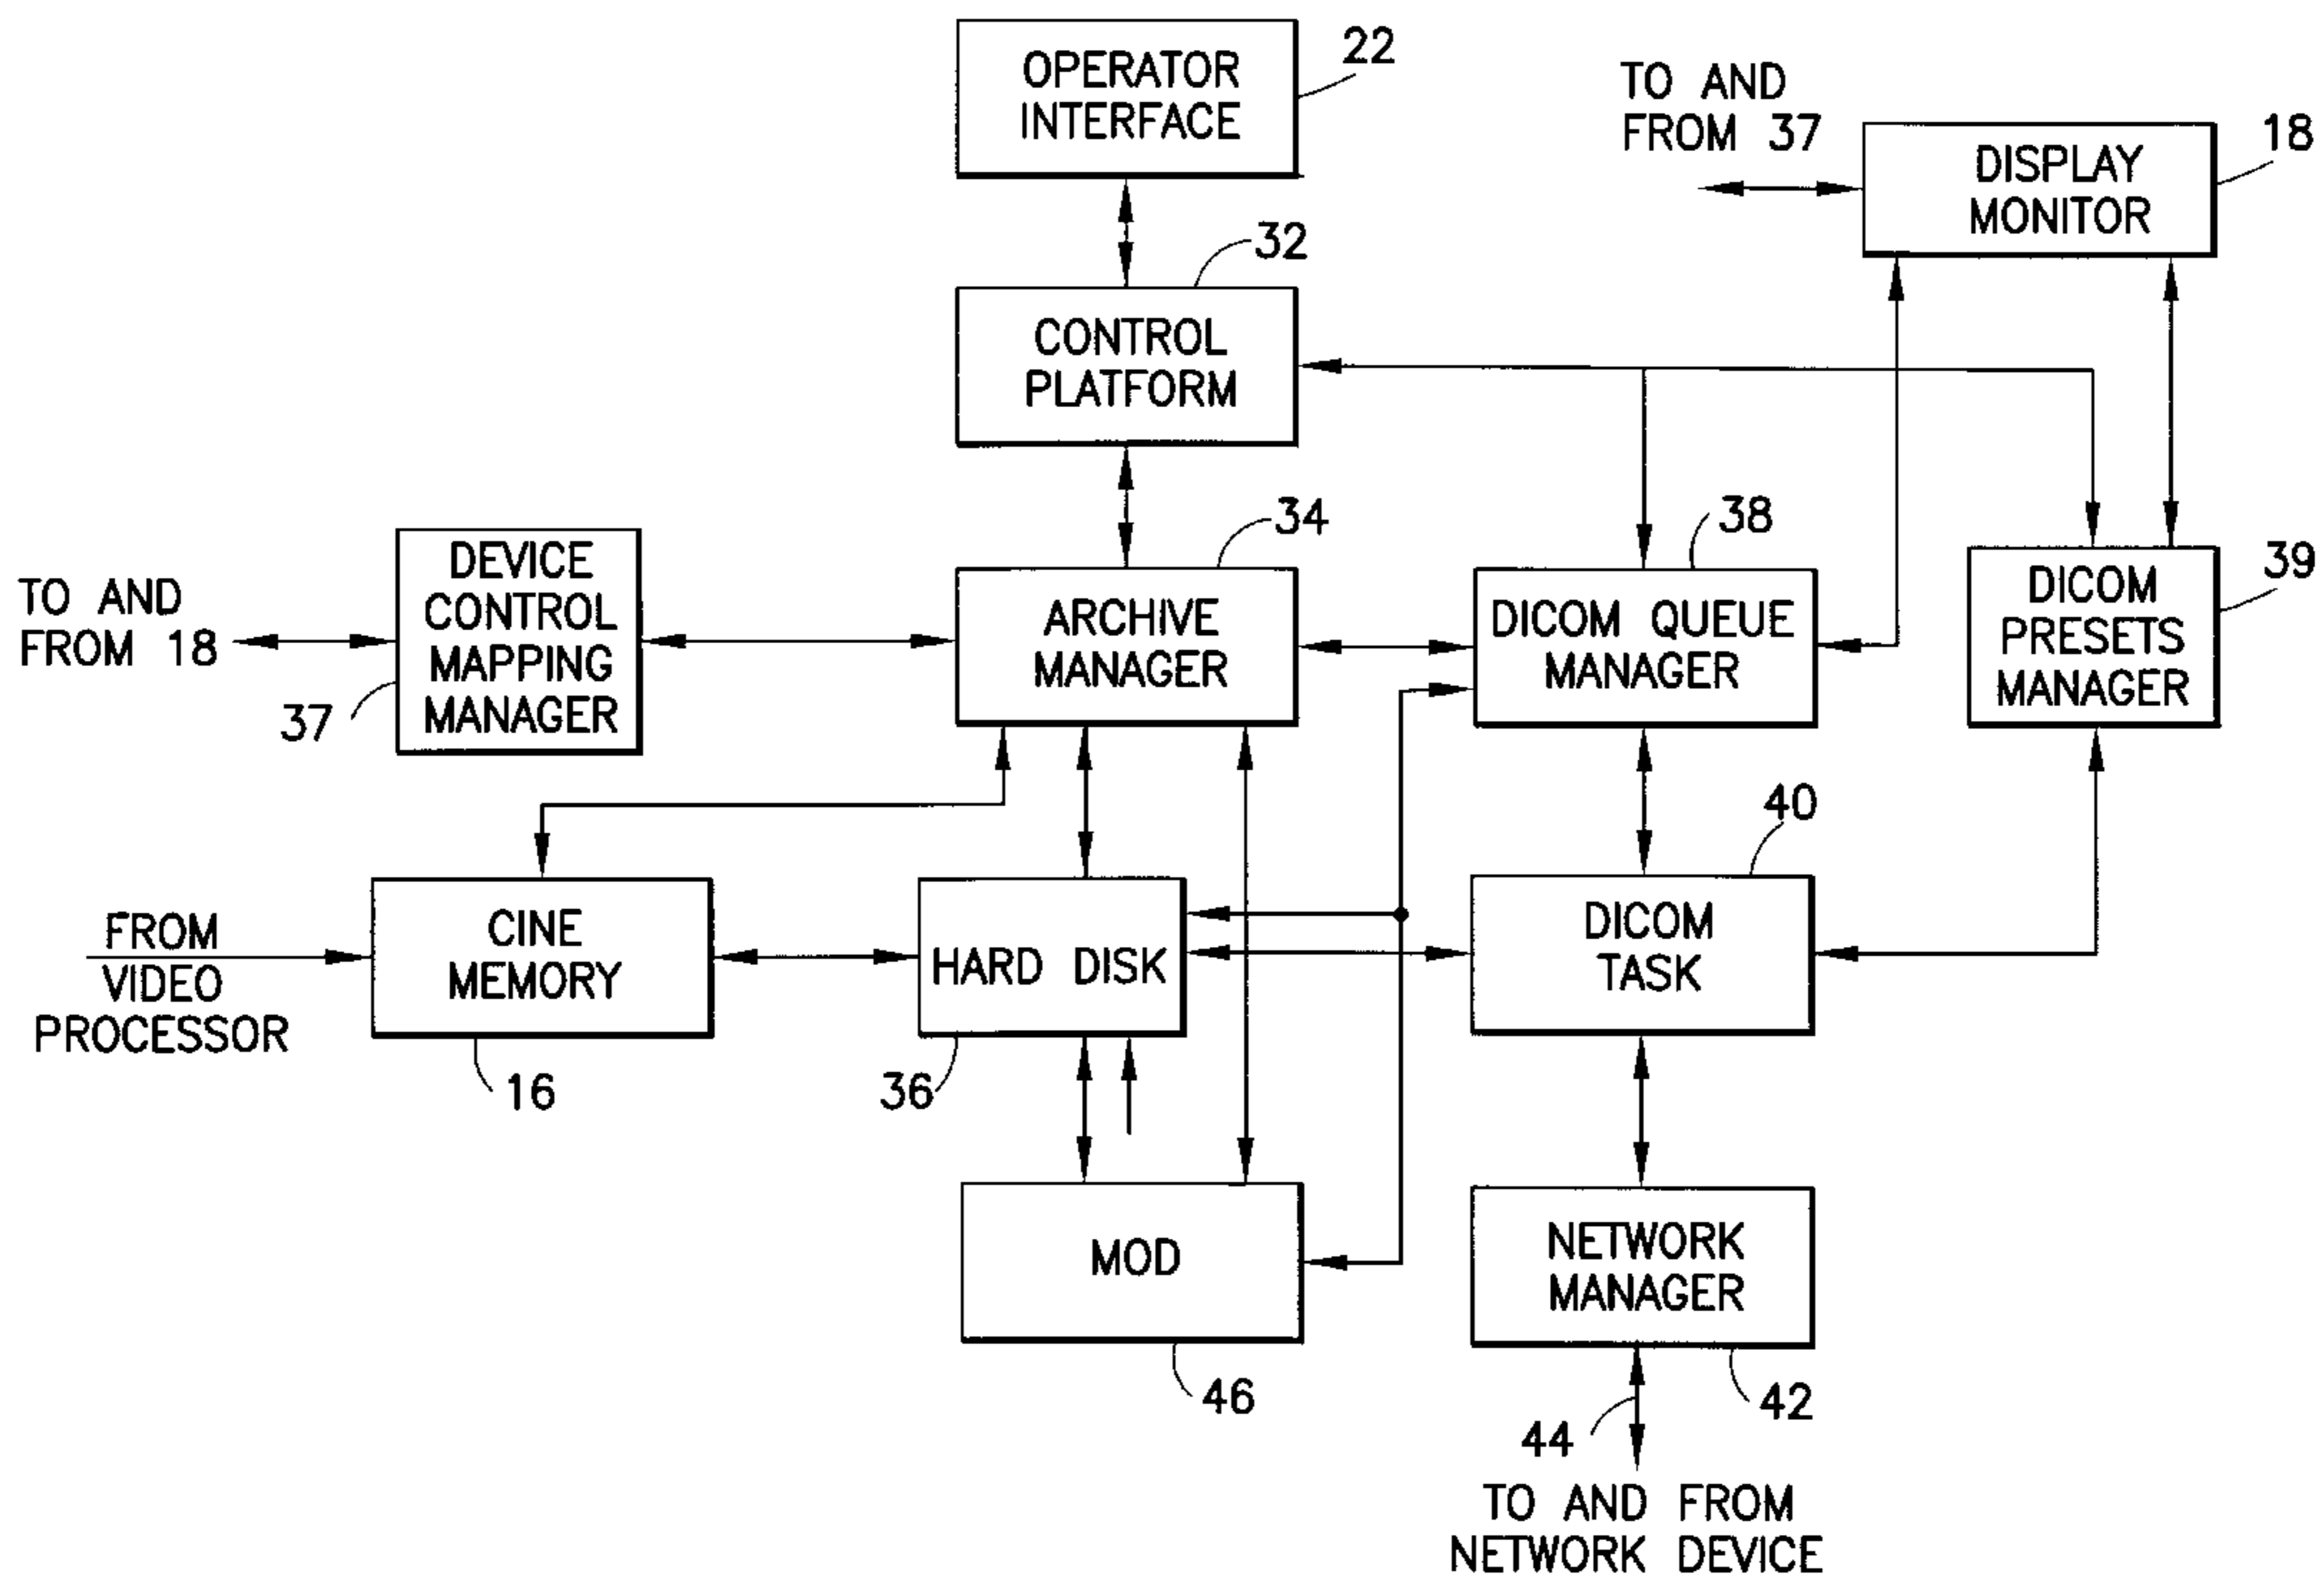 OPERATOR
INTERFACE
22
TO AND
FROM 37
DISPLAY
MONITOR
18
32
CONTROL
PLATFORM
34
38
39
DEVICE
CONTROL
MAPPING
MANAGER
37
TO AND
FROM 18
ARCHIVE
MANAGER
DICOM QUEUE
MANAGER
DICOM
PRESETS
MANAGER
40
FROM
VIDEO
PROCESSOR
CINE
MEMORY
16
HARD DISK
36
DICOM
TASK
MOD
46
NETWORK
MANAGER
42
44
TO AND FROM
NETWORK DEVICE